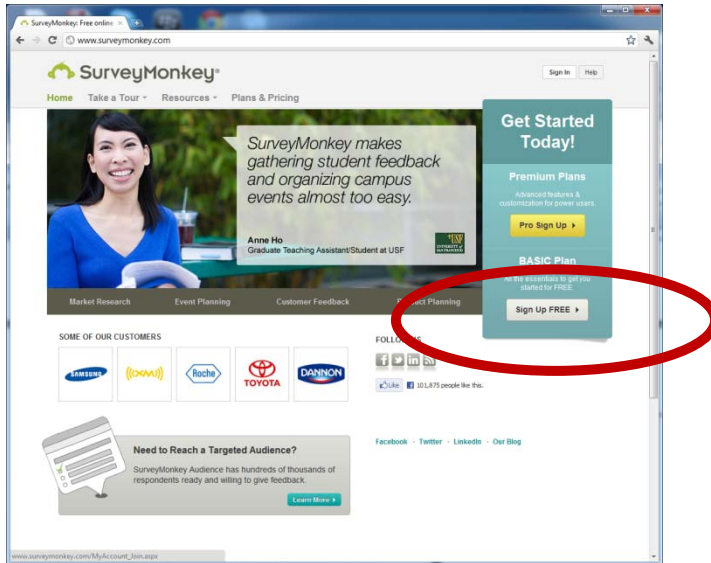 SurveyMonkey: Free online
www.surveymonkey.com
SurveyMonkey®
Sign In Help
Home Take a Tour Resources Plans & Pricing
SurveyMonkey makes
gathering student feedback
and organizing campus
events almost too easy.
Anne Ho
Graduate Teaching Assistant/Student at USF
Get Started
Today!
Premium Plans
Advanced features &
customization for power users.
Pro Sign Up
BASIC Plan
All the essentials to get you
started for FREE.
Sign Up FREE
Market Research Event Planning Customer Feedback Product Planning
SOME OF OUR CUSTOMERS
SAMSUNG
Roche
TOYOTA
DANNON
FOLLOW US
Like 101,875 people like this.
Facebook - Twitter - LinkedIn - Our Blog
Need to Reach a Targeted Audience?
SurveyMonkey Audience has hundreds of thousands of
respondents ready and willing to give feedback.
Learn More
www.surveymonkey.com/MyAccount_Join.aspx